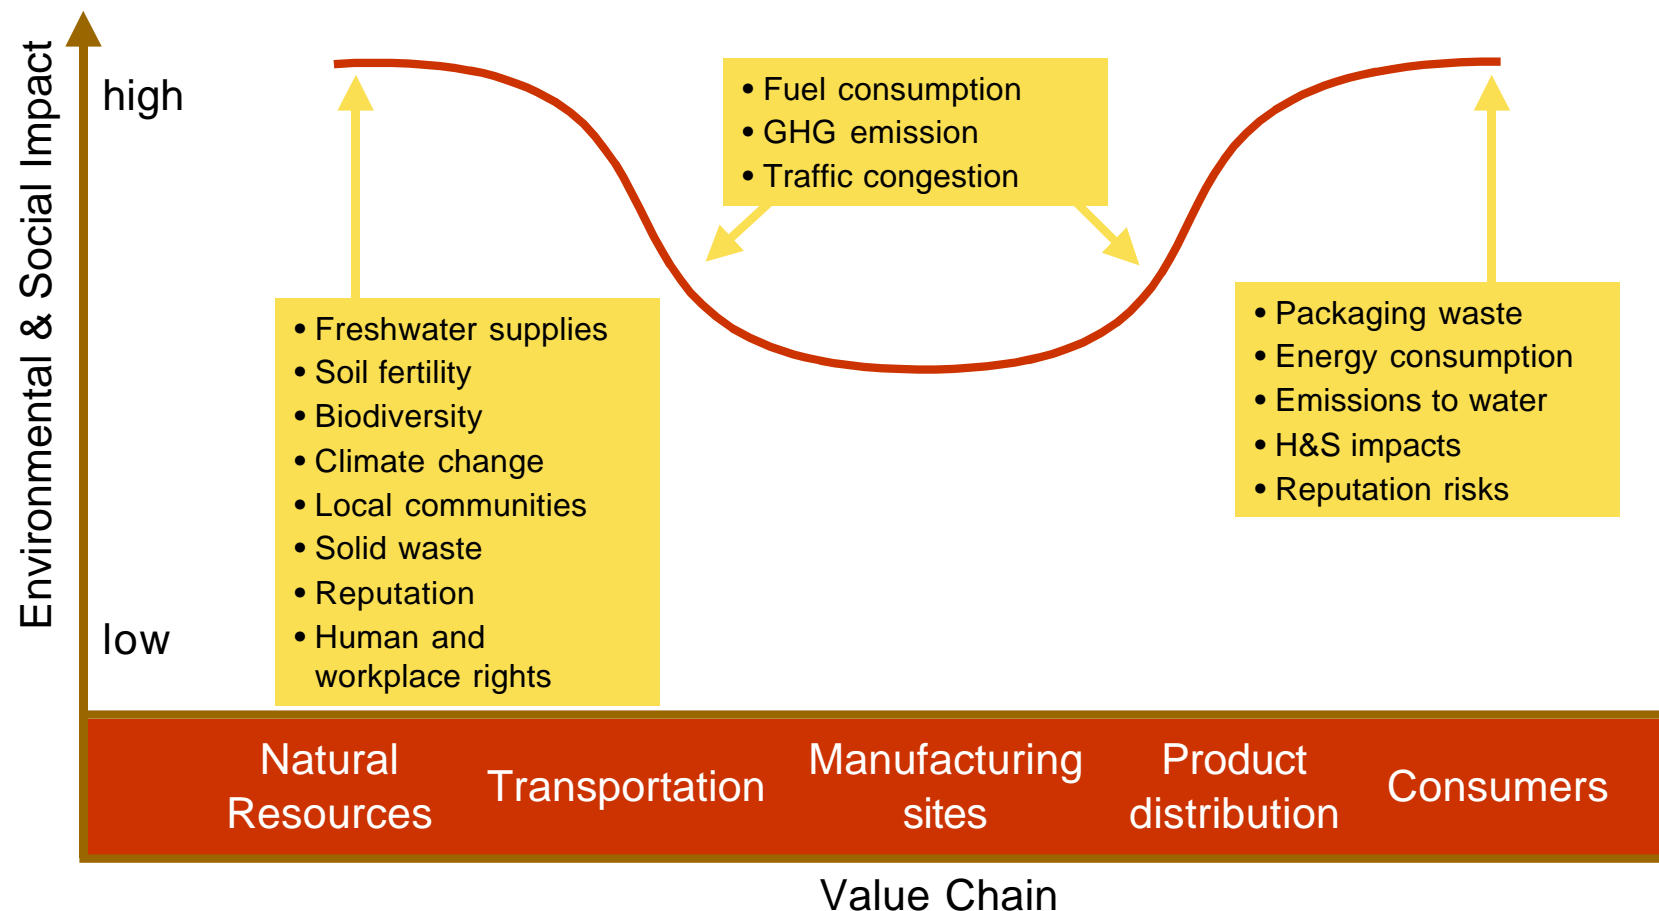 Environmental & Social Impact
high
low
• Fuel consumption
• GHG emission
• Traffic congestion
• Freshwater supplies
• Soil fertility
• Biodiversity
• Climate change
• Local communities
• Solid waste
• Reputation
• Human and
workplace rights
• Packaging waste
• Energy consumption
• Emissions to water
• H&S impacts
• Reputation risks
Natural
Resources
Transportation
Manufacturing
sites
Product
distribution
Consumers
Value Chain